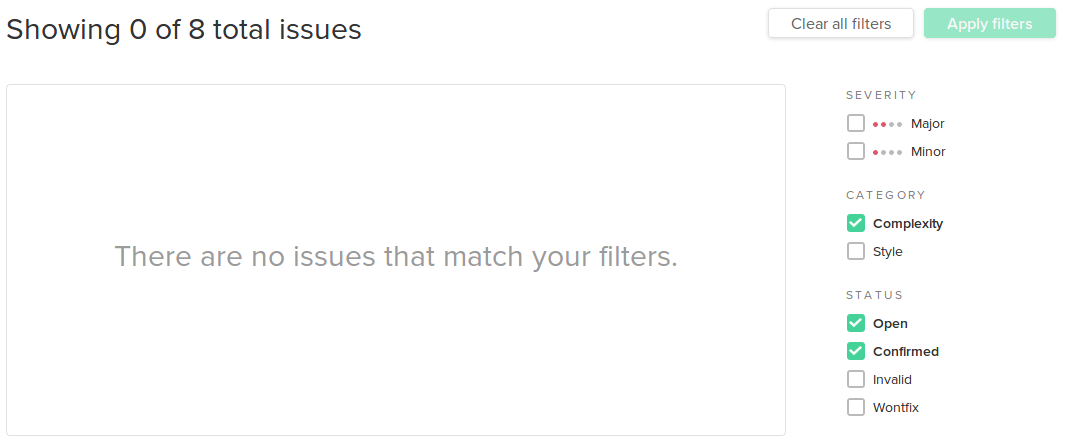 Showing 0 of 8 total issues
Clear all filters
Apply filters
There are no issues that match your filters.
SEVERITY
Major
Minor
CATEGORY
Complexity
Style
STATUS
Open
Confirmed
Invalid
Wontfix